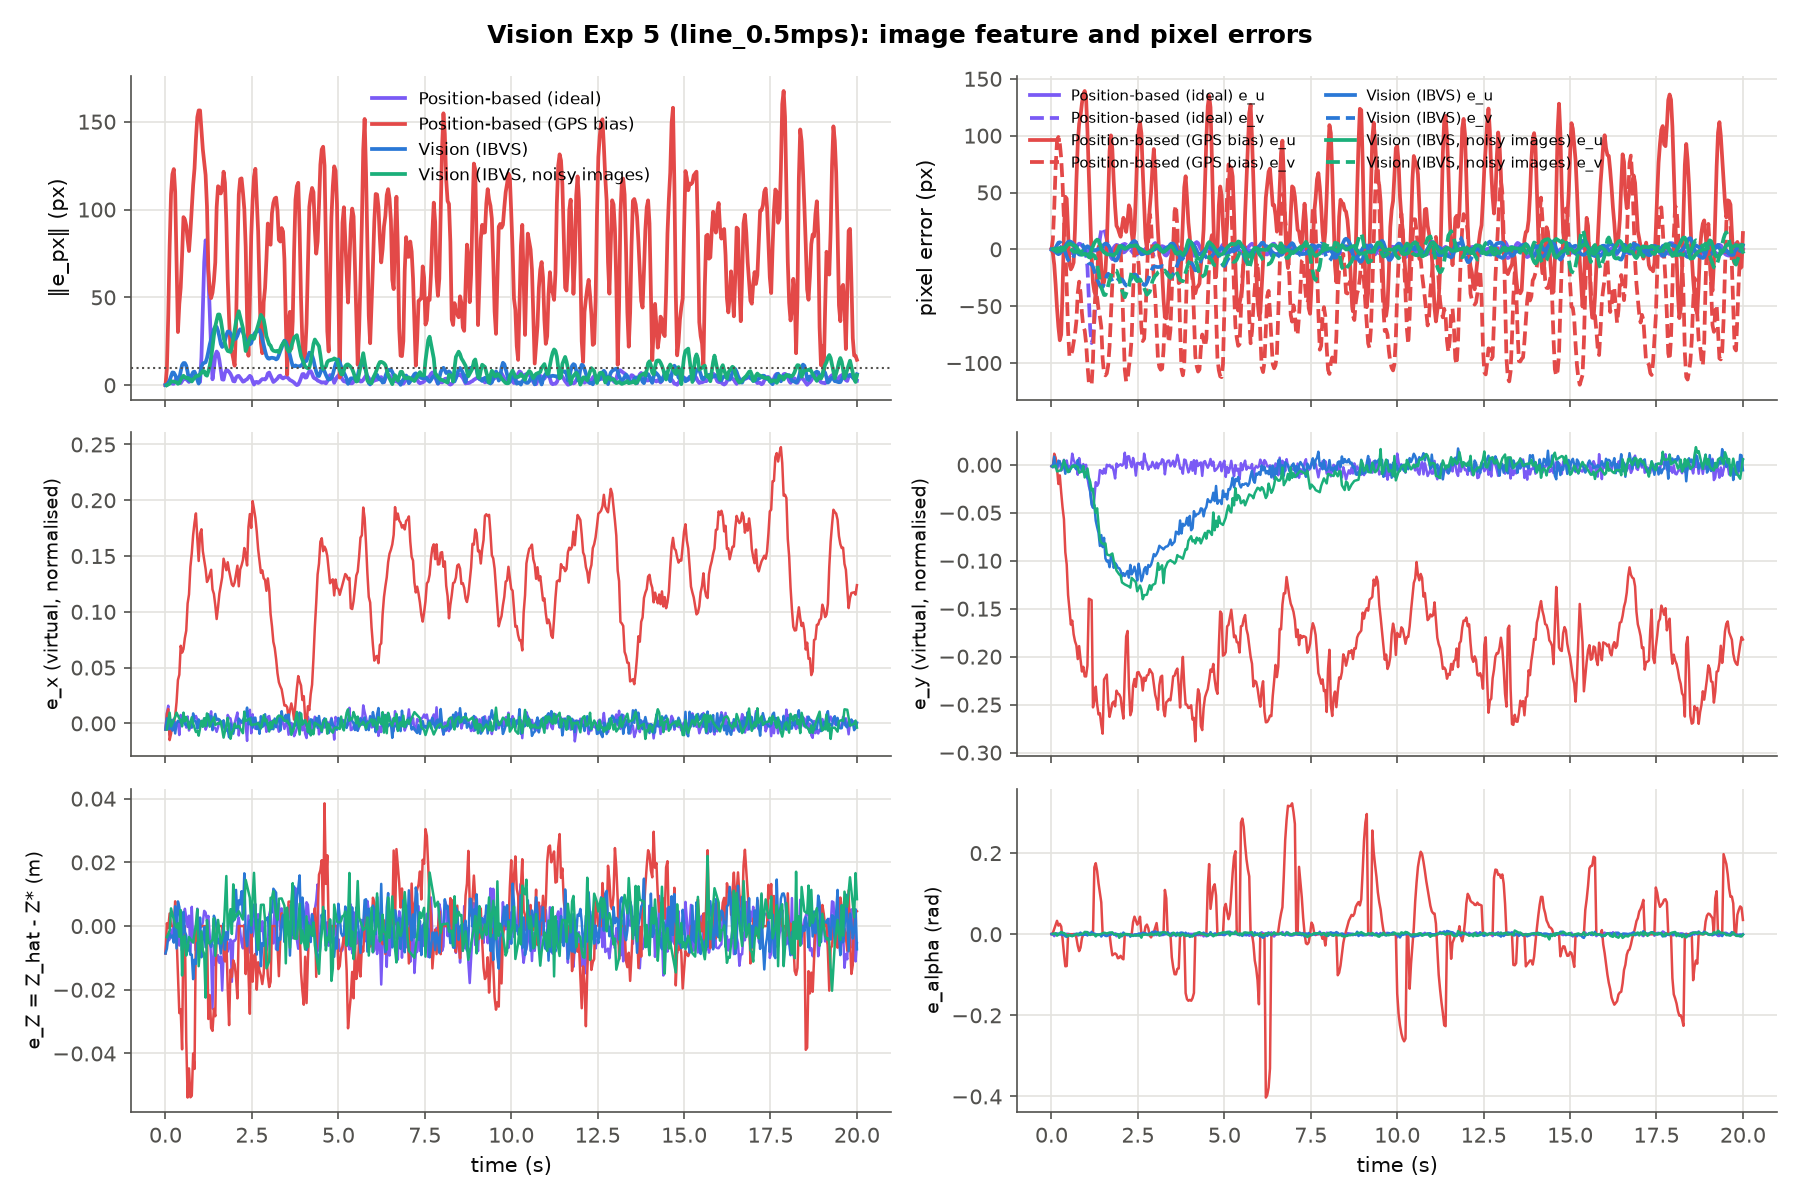 Vision Exp 5 (line_0.5mps): image feature and pixel errors
‖e_px‖ (px)
150
100
50
0
Position-based (ideal)
Position-based (GPS bias)
Vision (IBVS)
Vision (IBVS, noisy images)
pixel error (px)
150
100
50
0
−50
−100
Position-based (ideal) e_u
Position-based (ideal) e_v
Position-based (GPS bias) e_u
Position-based (GPS bias) e_v
Vision (IBVS) e_u
Vision (IBVS) e_v
Vision (IBVS, noisy images) e_u
Vision (IBVS, noisy images) e_v
e_x (virtual, normalised)
0.25
0.20
0.15
0.10
0.05
0.00
e_y (virtual, normalised)
0.00
−0.05
−0.10
−0.15
−0.20
−0.25
−0.30
e_Z = Z_hat - Z* (m)
0.04
0.02
0.00
−0.02
−0.04
0.0 2.5 5.0 7.5 10.0 12.5 15.0 17.5 20.0
time (s)
e_alpha (rad)
0.2
0.0
−0.2
−0.4
0.0 2.5 5.0 7.5 10.0 12.5 15.0 17.5 20.0
time (s)